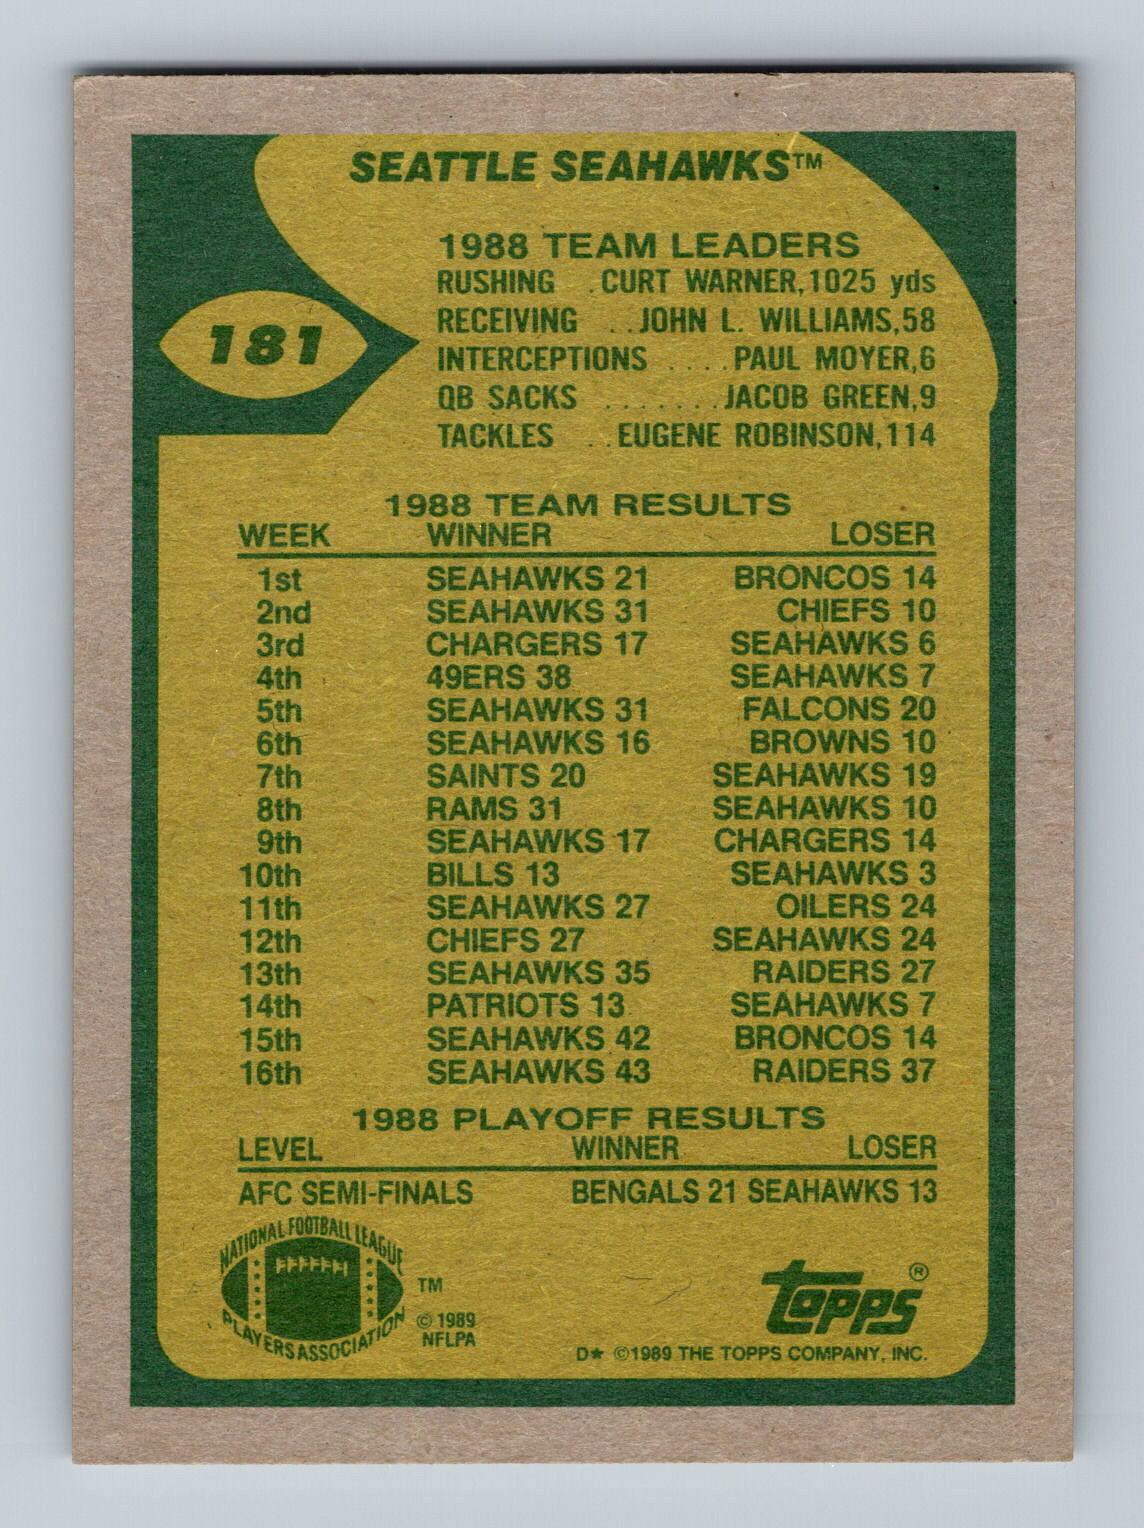 SEATTLE SEAHAWKS™
181
1988 TEAM LEADERS
RUSHING .CURT WARNER,1025 yds
RECEIVING ..JOHN L. WILLIAMS,58
INTERCEPTIONS ....PAUL MOYER,6
QB SACKS .......JACOB GREEN,9
TACKLES ..EUGENE ROBINSON,114
1988 TEAM RESULTS
WEEK WINNER LOSER
1st SEAHAWKS 21 BRONCOS 14
2nd SEAHAWKS 31 CHIEFS 10
3rd CHARGERS 17 SEAHAWKS 6
4th 49ERS 38 SEAHAWKS 7
5th SEAHAWKS 31 FALCONS 20
6th SEAHAWKS 16 BROWNS 10
7th SAINTS 20 SEAHAWKS 19
8th RAMS 31 SEAHAWKS 10
9th SEAHAWKS 17 CHARGERS 14
10th BILLS 13 SEAHAWKS 3
11th SEAHAWKS 27 OILERS 24
12th CHIEFS 27 SEAHAWKS 24
13th SEAHAWKS 35 RAIDERS 27
14th PATRIOTS 13 SEAHAWKS 7
15th SEAHAWKS 42 BRONCOS 14
16th SEAHAWKS 43 RAIDERS 37
1988 PLAYOFF RESULTS
LEVEL WINNER LOSER
AFC SEMI-FINALS BENGALS 21 SEAHAWKS 13
NATIONAL FOOTBALL LEAGUE
PLAYERS ASSOCIATION
™
© 1989
NFLPA
topps®
D★ ©1989 THE TOPPS COMPANY, INC.